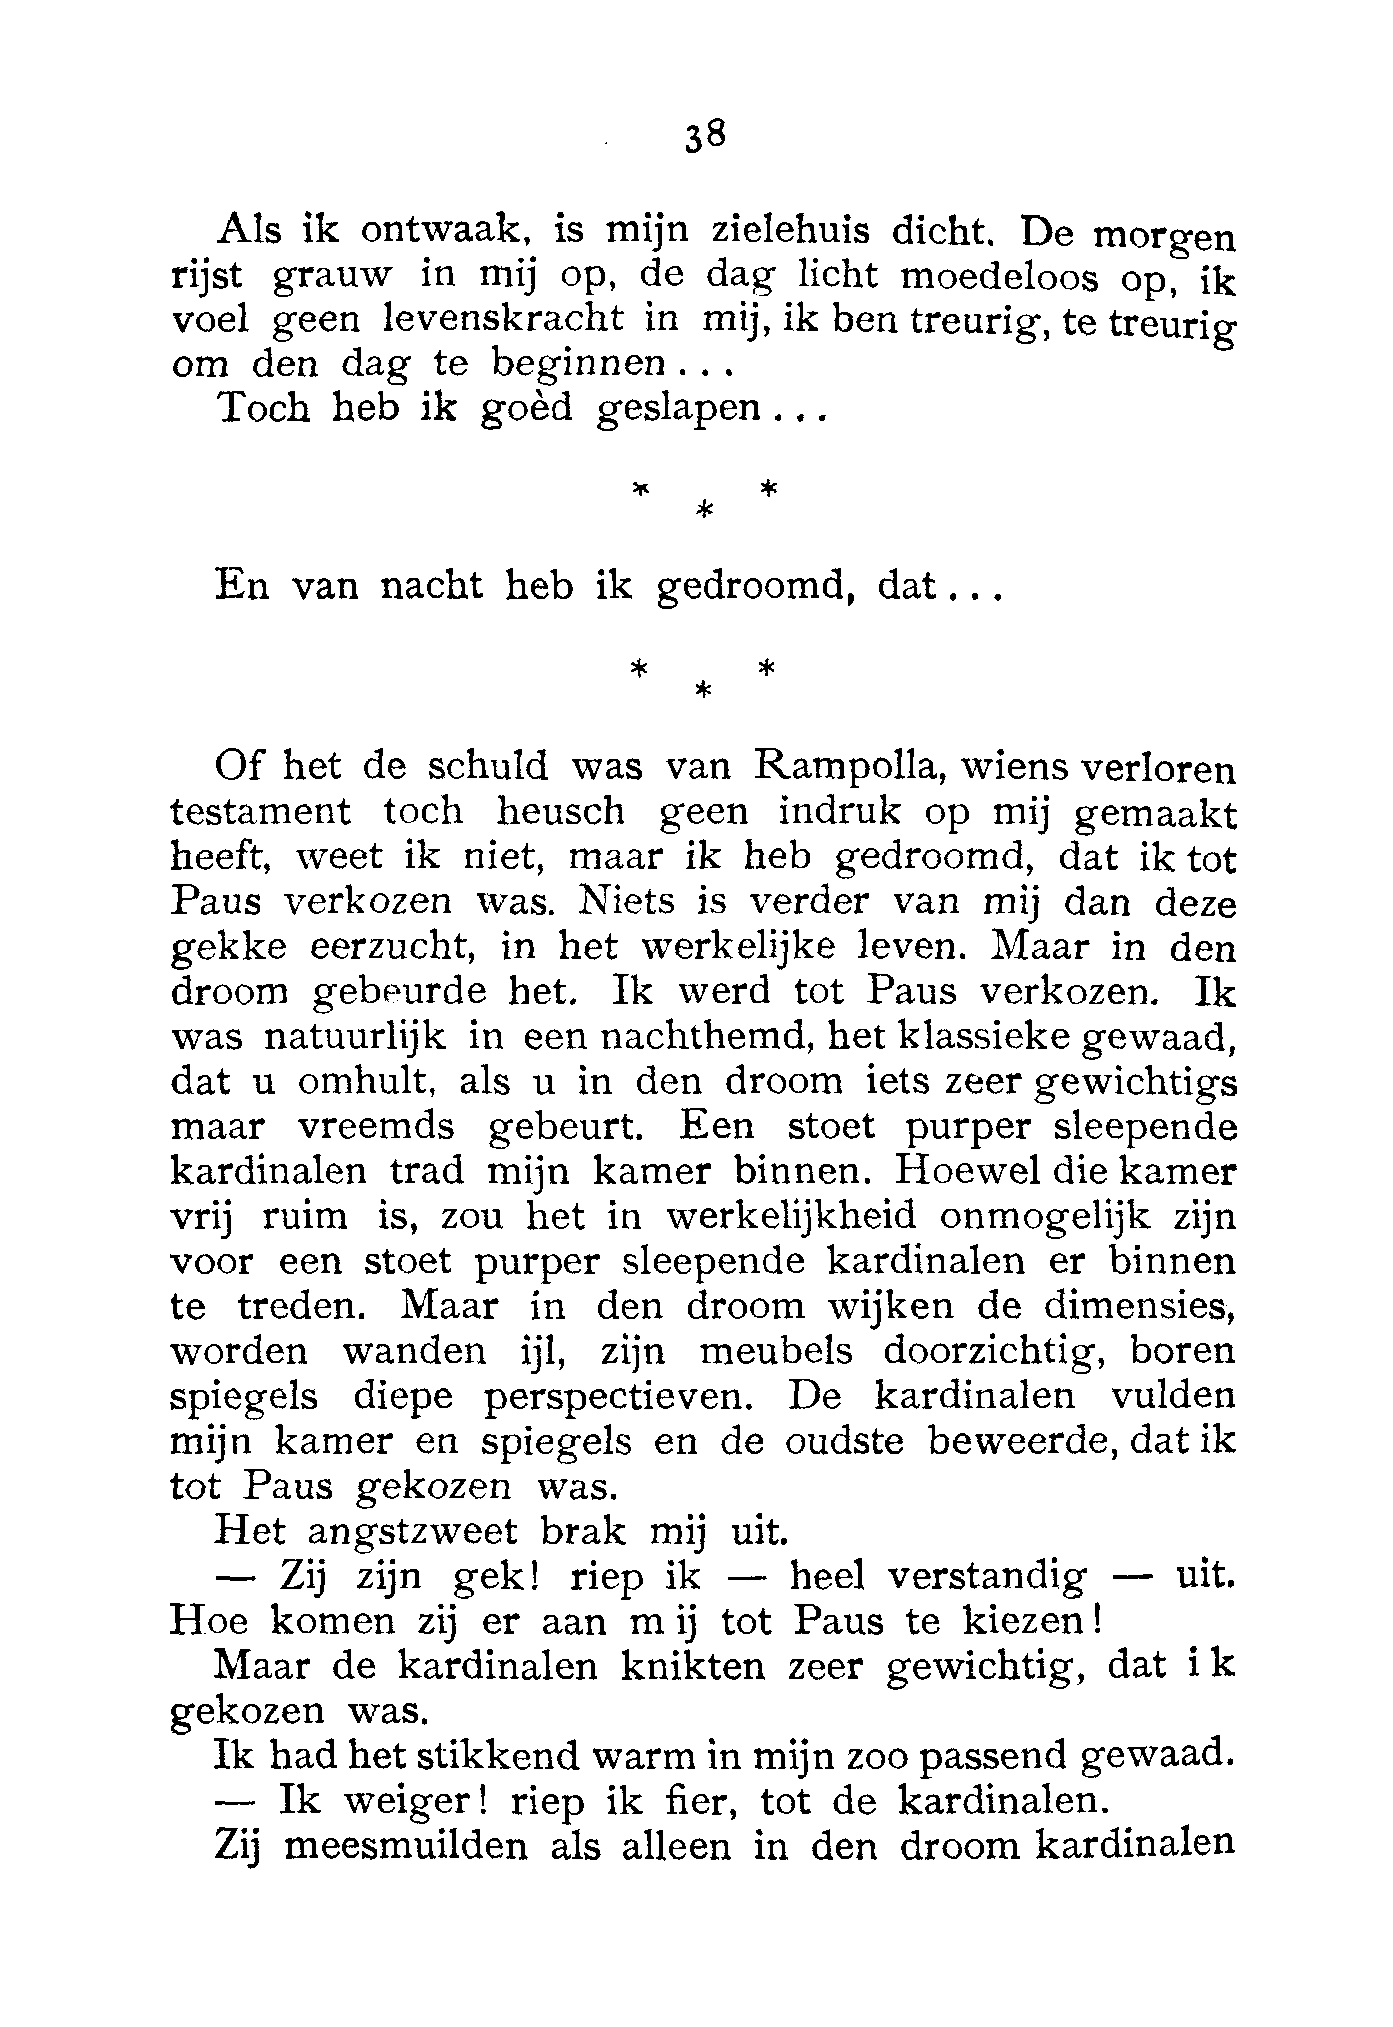 38
Als ik ontwaak, is mijn zielehuis dicht. De morgen
rijst grauw in mij op, de dag licht moedeloos op, ik
voel geen levenskracht in mij, ik ben treurig, te treurig
om den dag te beginnen . . .
Toch heb ik goèd geslapen . . .
* * *
En van nacht heb ik gedroomd, dat . . .
* * *
Of het de schuld was van Rampolla, wiens verloren
testament toch heusch geen indruk op mij gemaakt
heeft, weet ik niet, maar ik heb gedroomd, dat ik tot
Paus verkozen was. Niets is verder van mij dan deze
gekke eerzucht, in het werkelijke leven. Maar in den
droom gebeurde het. Ik werd tot Paus verkozen. Ik
was natuurlijk in een nachthemd, het klassieke gewaad,
dat u omhult, als u in den droom iets zeer gewichtigs
maar vreemds gebeurt. Een stoet purper sleepende
kardinalen trad mijn kamer binnen. Hoewel die kamer
vrij ruim is, zou het in werkelijkheid onmogelijk zijn
voor een stoet purper sleepende kardinalen er binnen
te treden. Maar in den droom wijken de dimensies,
worden wanden ijl, zijn meubels doorzichtig, boren
spiegels diepe perspectieven. De kardinalen vulden
mijn kamer en spiegels en de oudste beweerde, dat ik
tot Paus gekozen was.
Het angstzweet brak mij uit.
— Zij zijn gek! riep ik — heel verstandig — uit.
Hoe komen zij er aan m ij tot Paus te kiezen!
Maar de kardinalen knikten zeer gewichtig, dat i k
gekozen was.
Ik had het stikkend warm in mijn zoo passend gewaad.
— Ik weiger! riep ik fier, tot de kardinalen.
Zij meesmuilden als alleen in den droom kardinalen